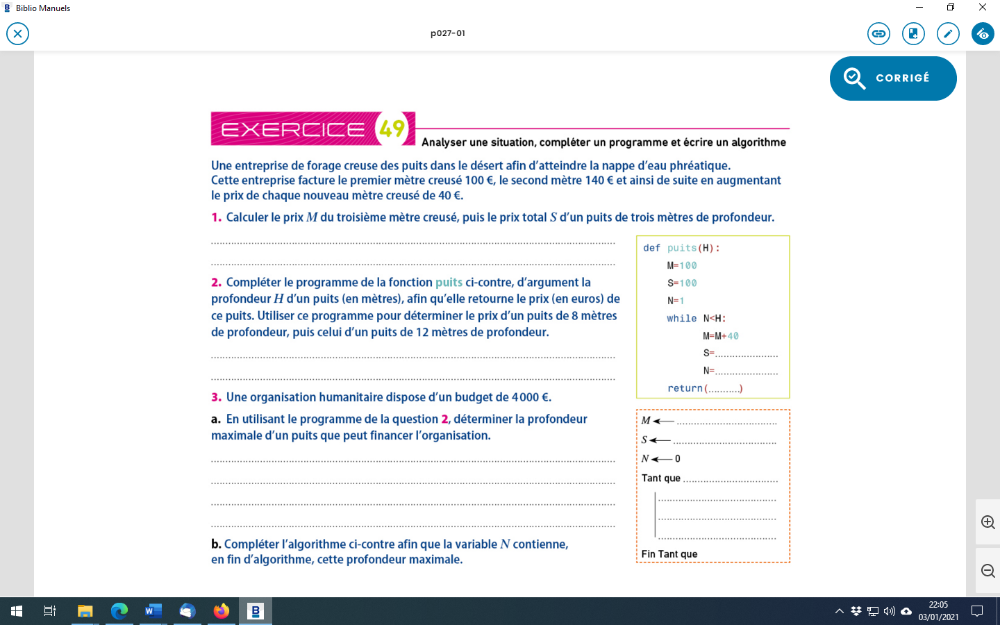 Biblio Manuels
p027-01
CORRIGÉ
EXERCICE 49
Analyser une situation, compléter un programme et écrire un algorithme
Une entreprise de forage creuse des puits dans le désert afin d'atteindre la nappe d'eau phréatique.
Cette entreprise facture le premier mètre creusé 100 €, le second mètre 140 € et ainsi de suite en augmentant
le prix de chaque nouveau mètre creusé de 40 €.
1. Calculer le prix M du troisième mètre creusé, puis le prix total S d'un puits de trois mètres de profondeur.
2. Compléter le programme de la fonction puits ci-contre, d'argument la
profondeur H d'un puits (en mètres), afin qu'elle retourne le prix (en euros) de
ce puits. Utiliser ce programme pour déterminer le prix d'un puits de 8 mètres
de profondeur, puis celui d'un puits de 12 mètres de profondeur.
3. Une organisation humanitaire dispose d'un budget de 4 000 €.
a. En utilisant le programme de la question 2, déterminer la profondeur
maximale d'un puits que peut financer l'organisation.
b. Compléter l'algorithme ci-contre afin que la variable N contienne,
en fin d'algorithme, cette profondeur maximale.
def puits(H):
M=100
S=100
N=1
while N<H:
M=M+40
S=......................
N=......................
return(...........)
M ← ...................................
S ← ....................................
N ← 0
Tant que .................................
Fin Tant que
22:05
03/01/2021